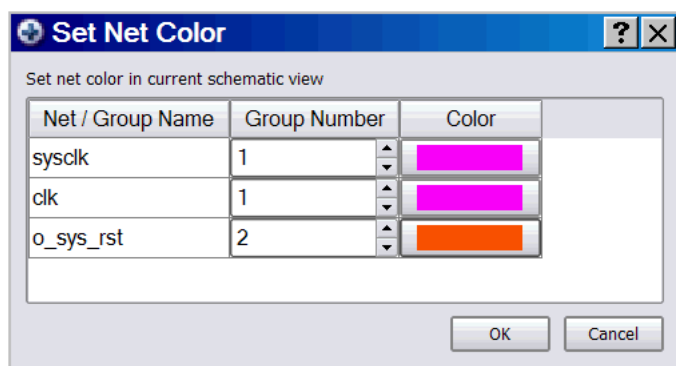 Set Net Color ? X
Set net color in current schematic view
Net / Group Name Group Number Color
sysclk 1
clk 1
o_sys_rst 2
OK Cancel